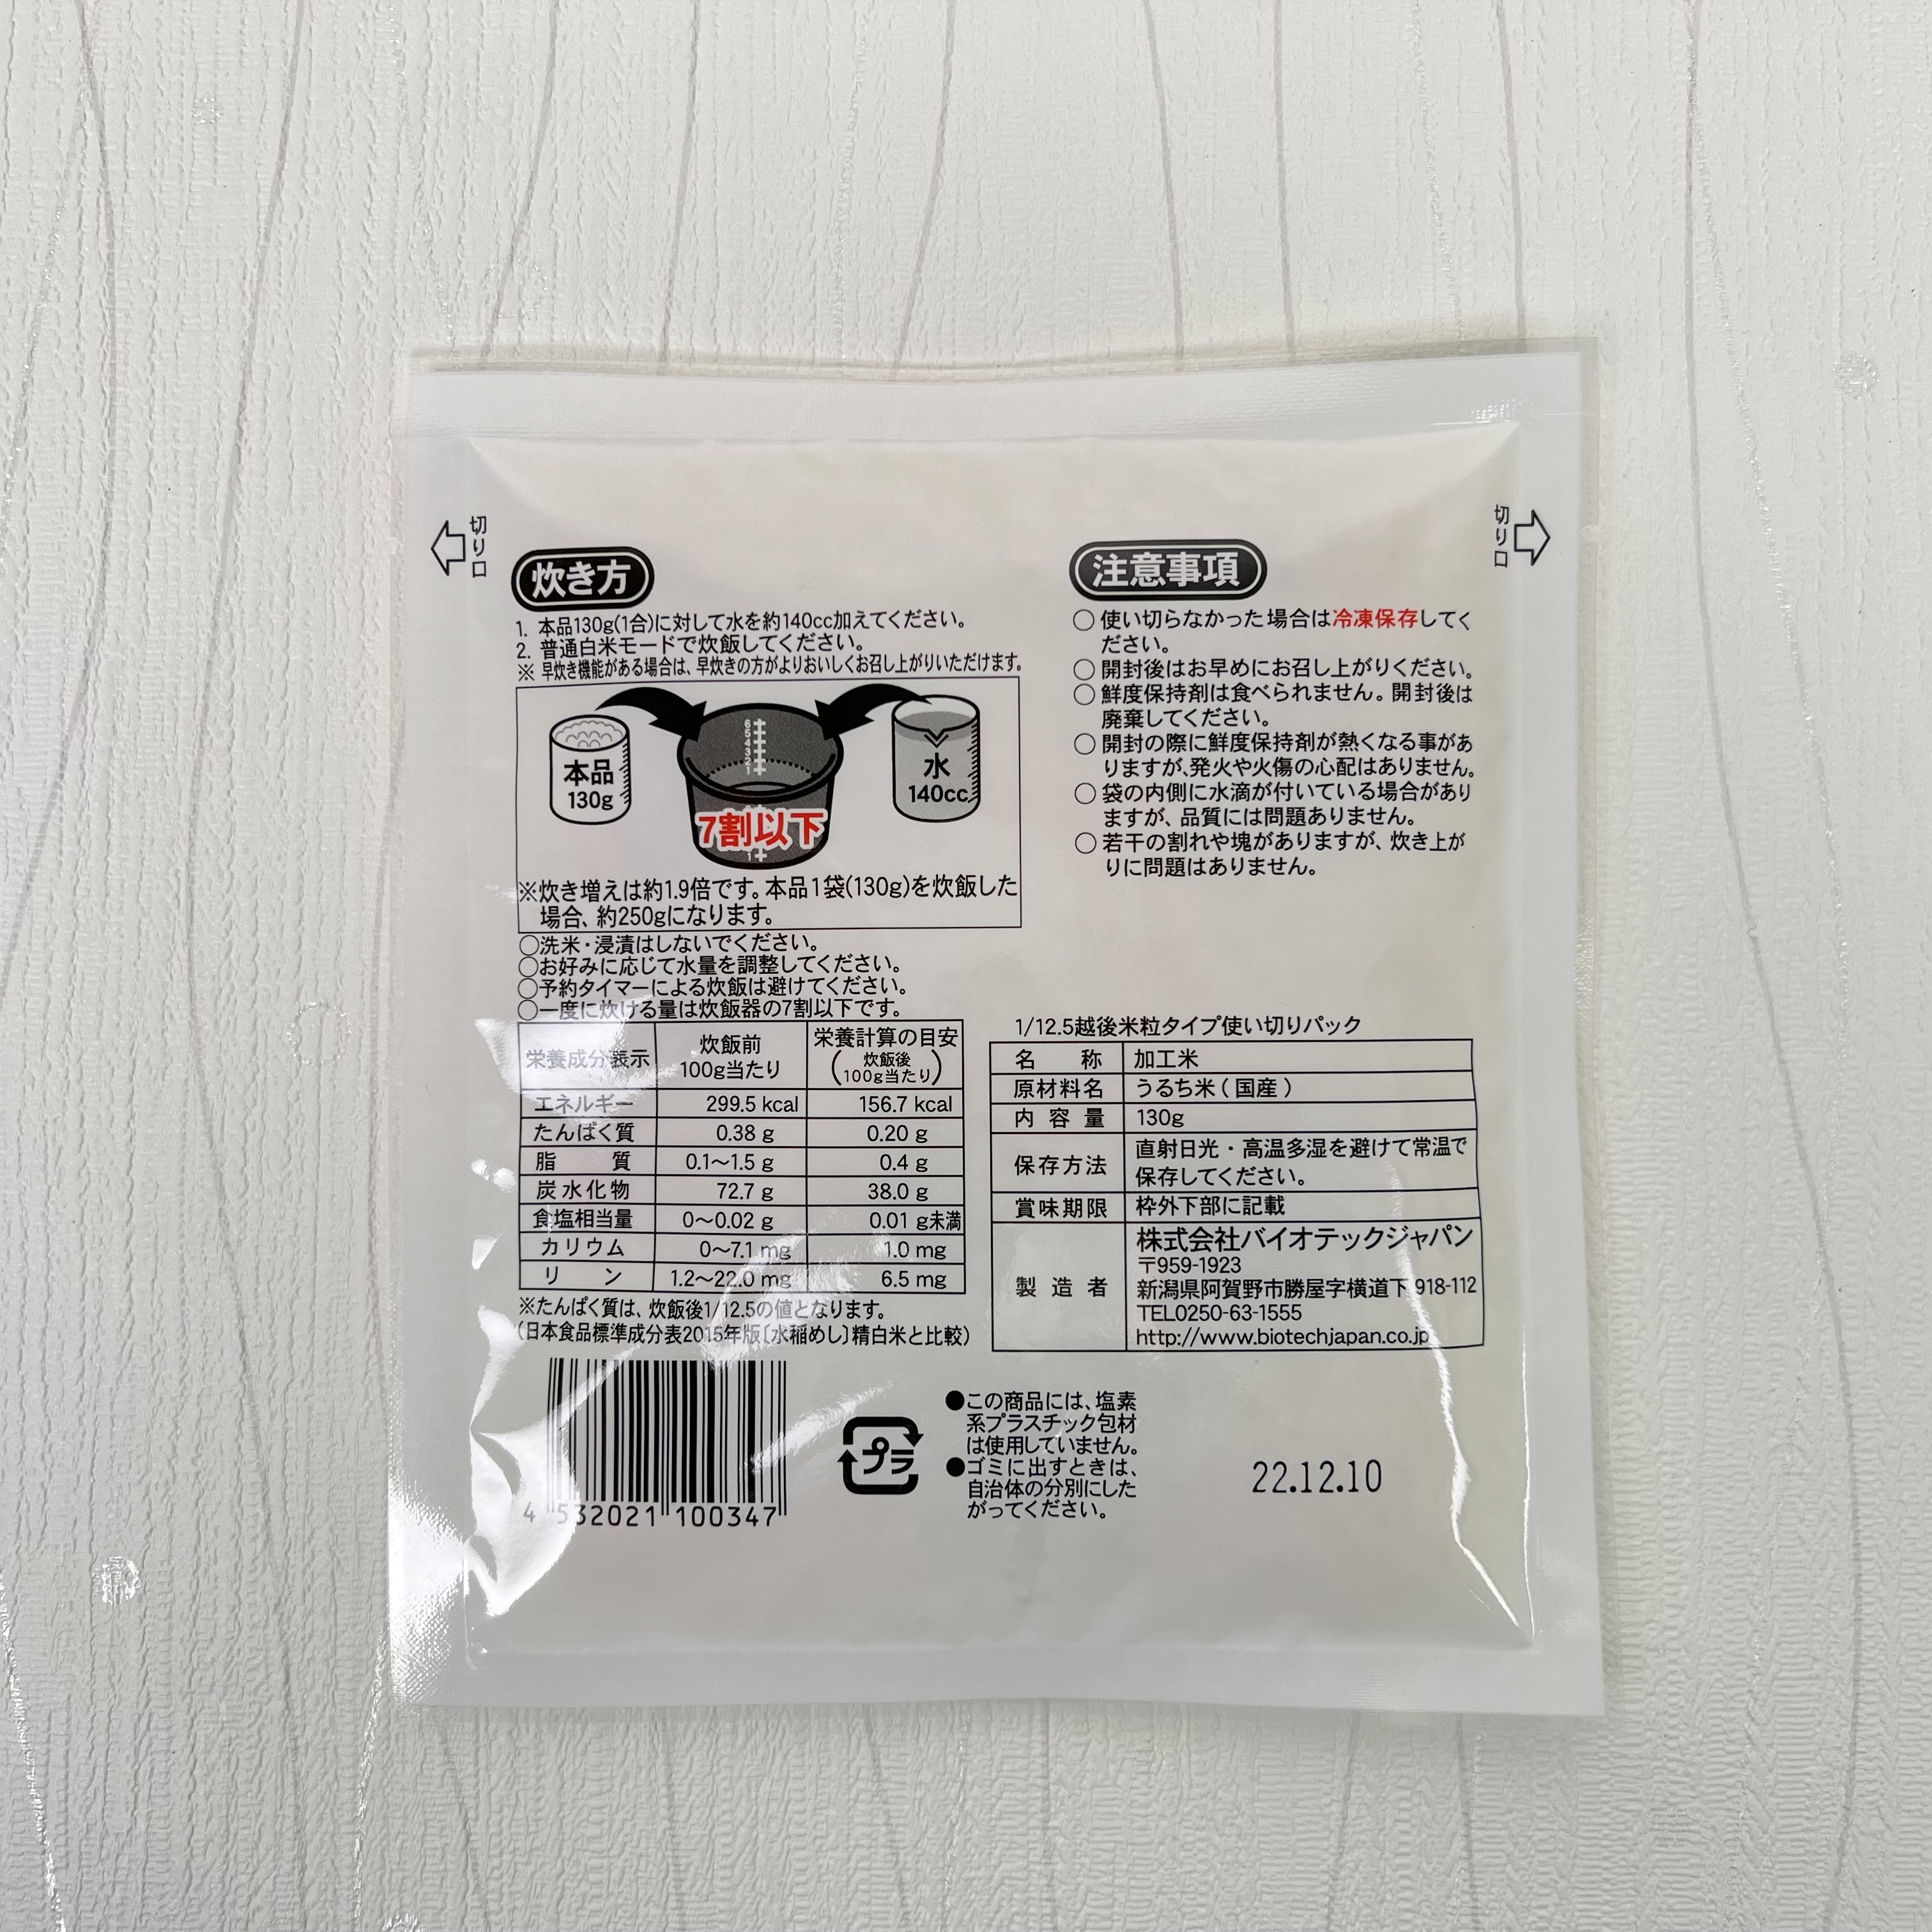 切り口
切り口
炊き方
1. 本品130g(1合)に対して水を約140cc加えてください。
2. 普通白米モードで炊飯してください。
※ 早炊き機能がある場合は、早炊きの方がよりおいしくお召し上がりいただけます。
本品
130g
6
5
4
3
2
1
7割以下
1
水
140cc
※炊き増えは約1.9倍です。本品1袋(130g)を炊飯した
場合、約250gになります。
○洗米・浸漬はしないでください。
○お好みに応じて水量を調整してください。
○予約タイマーによる炊飯は避けてください。
○一度に炊ける量は炊飯器の7割以下です。
栄養成分表示 炊飯前 100g当たり 栄養計算の目安 (炊飯後 100g当たり)
エネルギー 299.5 kcal 156.7 kcal
たんぱく質 0.38 g 0.20 g
脂質 0.1～1.5 g 0.4 g
炭水化物 72.7 g 38.0 g
食塩相当量 0～0.02 g 0.01 g未満
カリウム 0～7.1 mg 1.0 mg
リン 1.2～22.0 mg 6.5 mg
※たんぱく質は、炊飯後1/12.5の値となります。
(日本食品標準成分表2015年版〔水稲めし〕精白米と比較)
注意事項
○ 使い切らなかった場合は冷凍保存してく
ださい。
○ 開封後はお早めにお召し上がりください。
○ 鮮度保持剤は食べられません。開封後は
廃棄してください。
○ 開封の際に鮮度保持剤が熱くなる事があ
りますが、発火や火傷の心配はありません。
○ 袋の内側に水滴が付いている場合があり
ますが、品質には問題ありません。
○ 若干の割れや塊がありますが、炊き上が
りに問題はありません。
1/12.5越後米粒タイプ使い切りパック
名称 加工米
原材料名 うるち米(国産)
内容量 130g
保存方法 直射日光・高温多湿を避けて常温で
保存してください。
賞味期限 枠外下部に記載
製造者 株式会社バイオテックジャパン
〒959-1923
新潟県阿賀野市勝屋字横道下918-112
TEL0250-63-1555
http://www.biotechjapan.co.jp
4 532021 100347
プラ
●この商品には、塩素
系プラスチック包材
は使用していません。
●ゴミに出すときは、
自治体の分別にした
がってください。
22.12.10